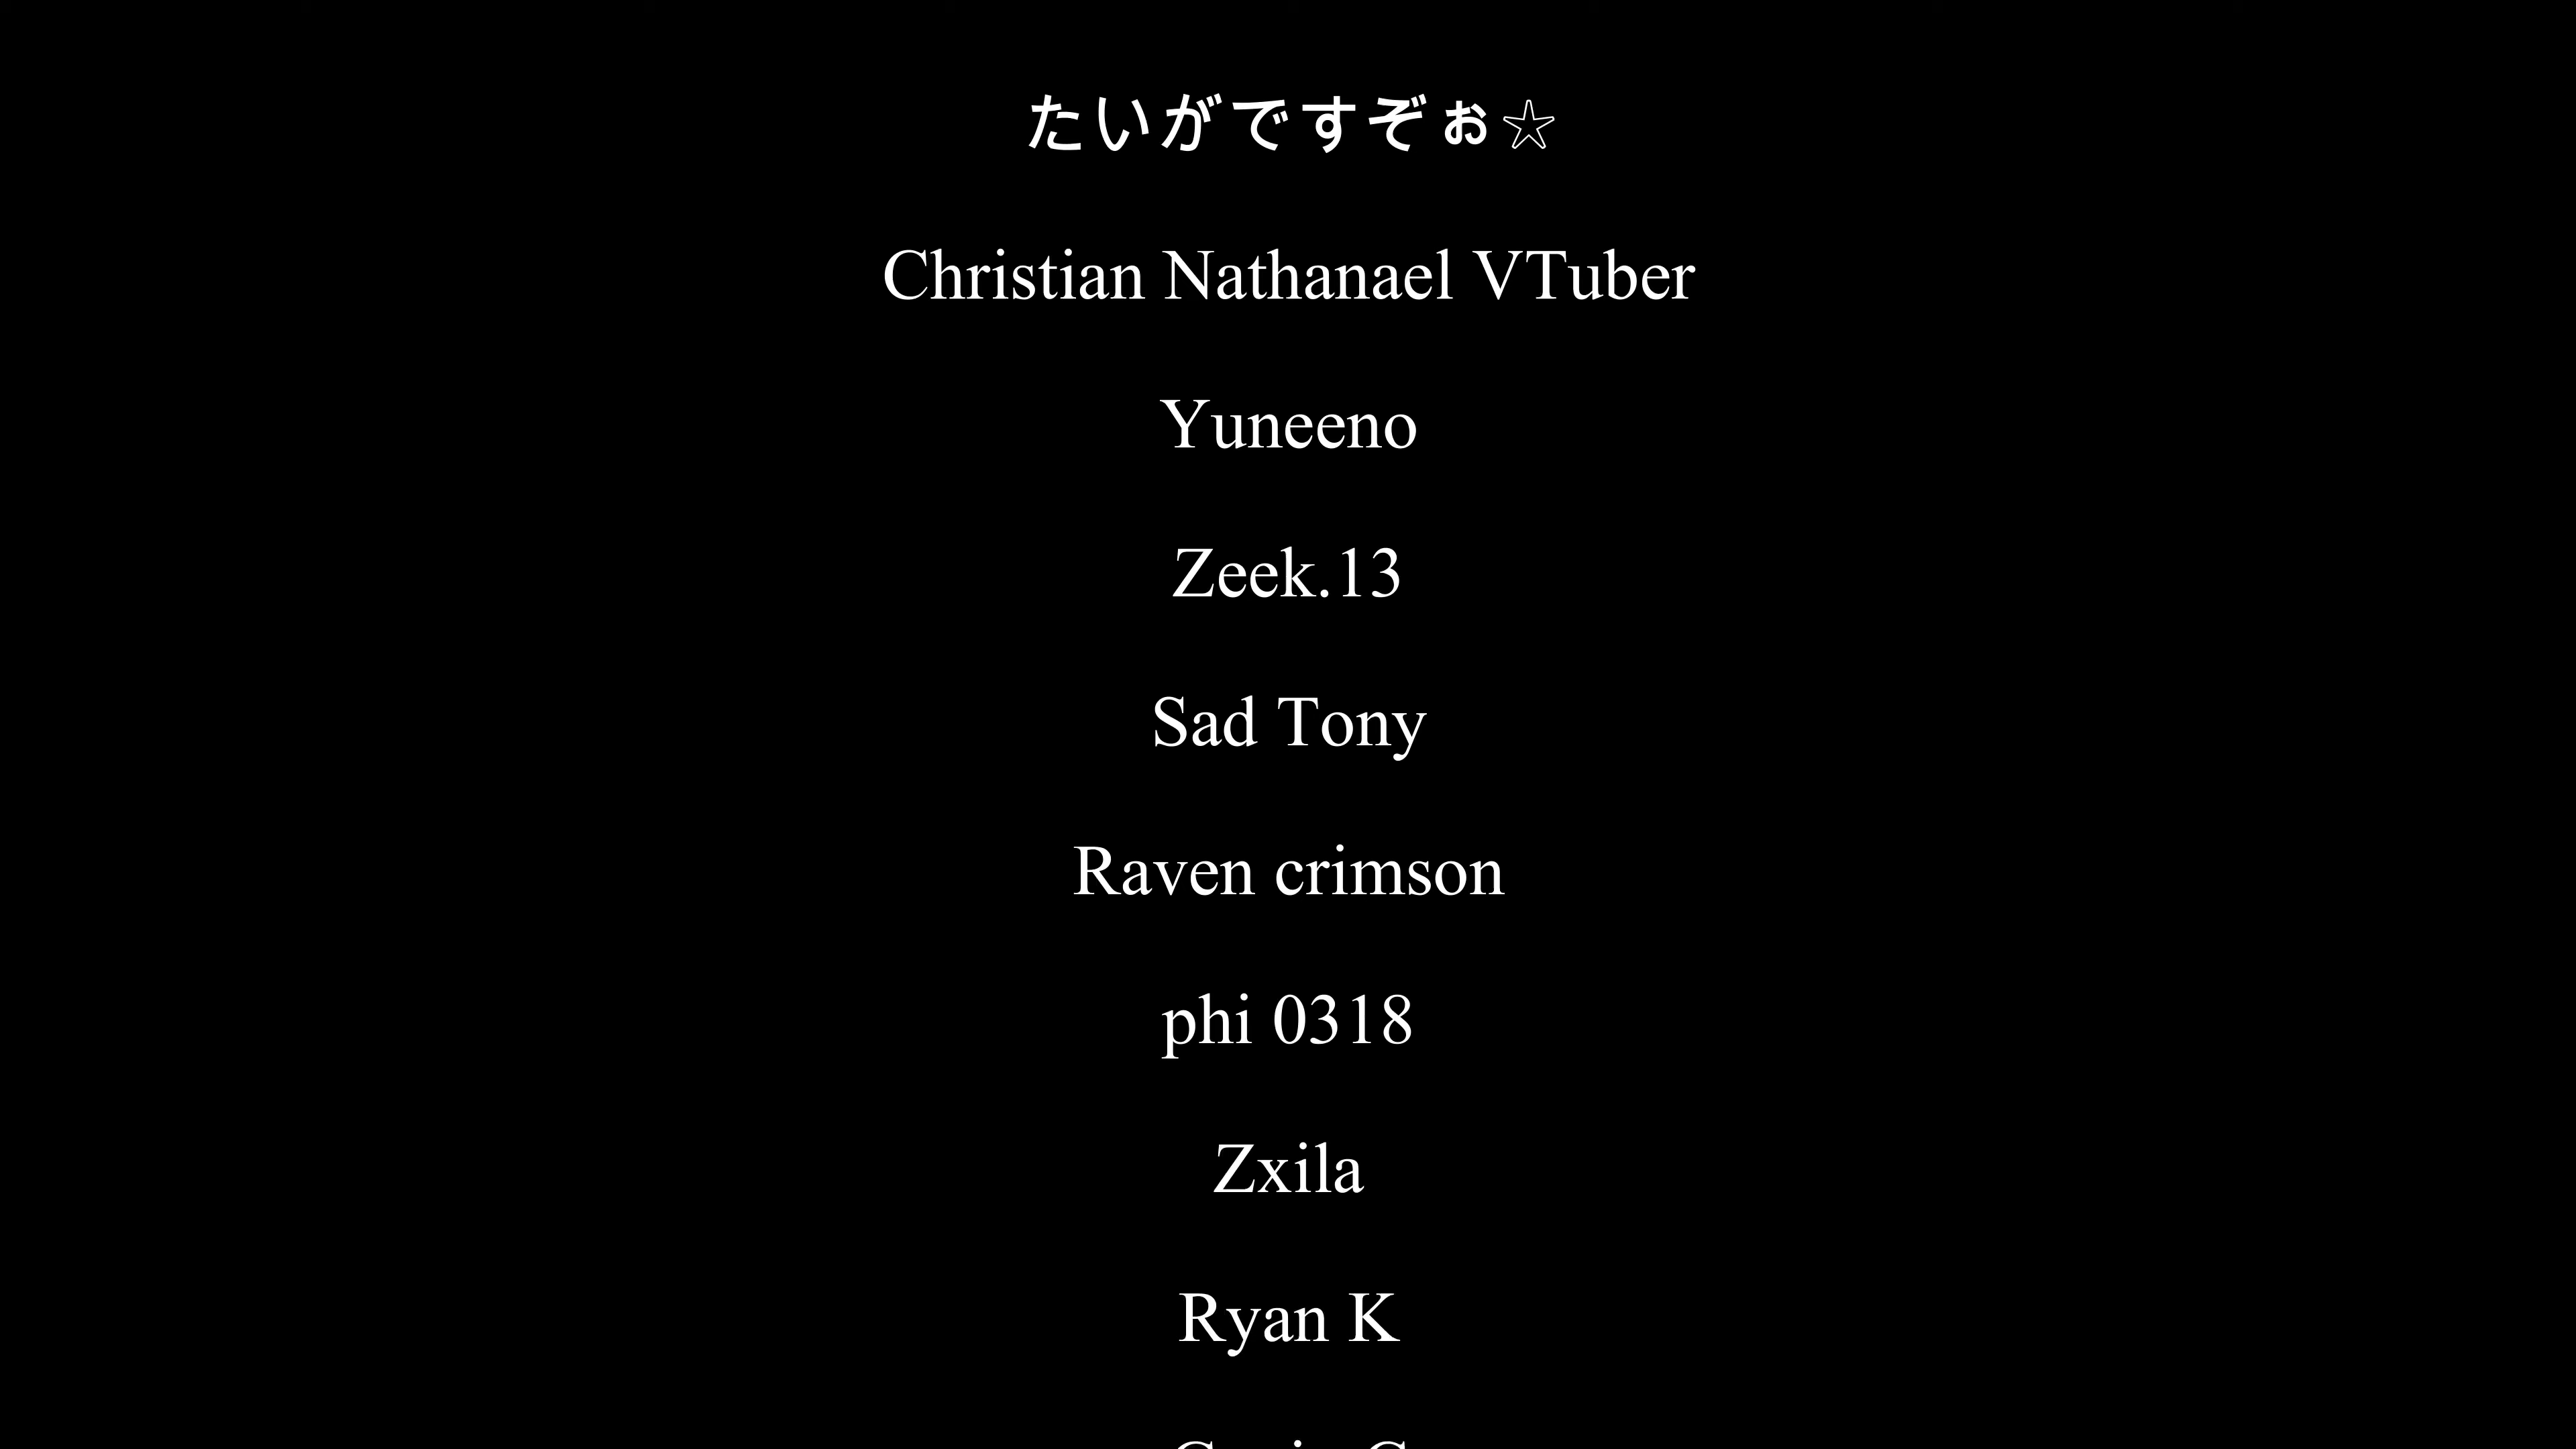 たいがですぞぉ☆
Christian Nathanael VTuber
Yuneeno
Zeek.13
Sad Tony
Raven crimson
phi 0318
Zxila
Ryan K